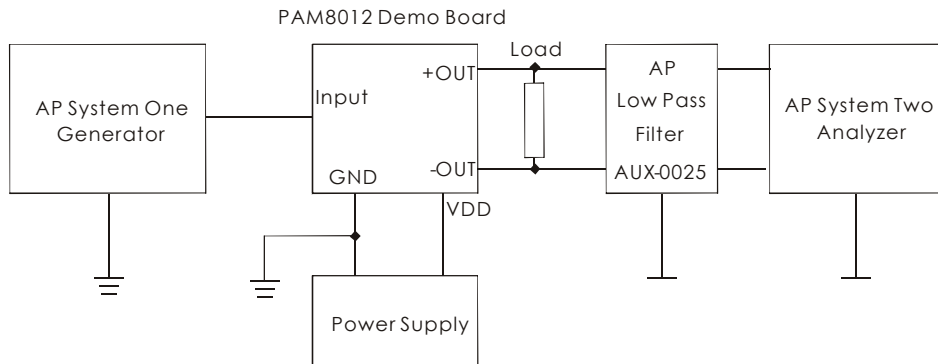 PAM8012 Demo Board
AP System One
Generator
Input
+OUT
-OUT
GND
VDD
Load
AP
Low Pass
Filter
AUX-0025
AP System Two
Analyzer
Power Supply